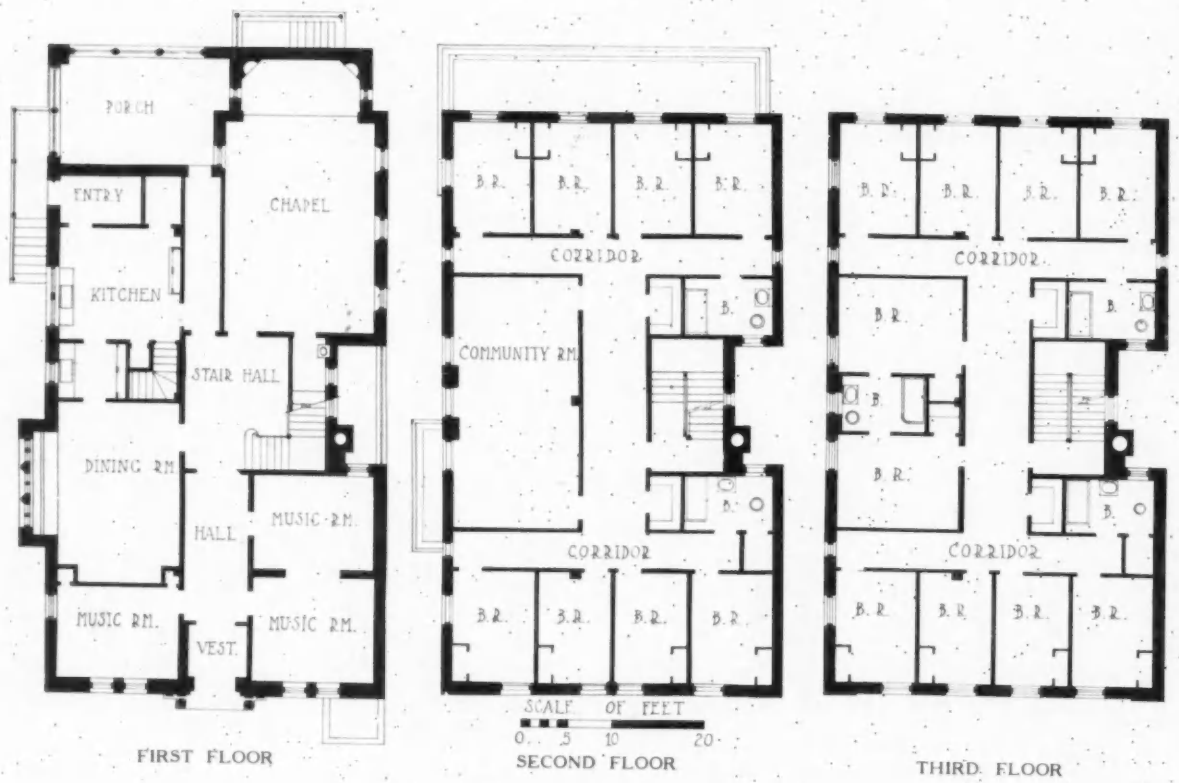 PORCH
ENTRY
CHAPEL
KITCHEN
STAIR HALL
DINING RM.
HALL
MUSIC RM.
MUSIC RM.
MUSIC RM.
VEST.
FIRST FLOOR
B.R.
B.R.
B.R.
B.R.
CORRIDOR
B.
COMMUNITY RM.
B.
CORRIDOR
B.R.
B.R.
B.R.
B.R.
SCALE OF FEET
0 5 10 20
SECOND FLOOR
B.R.
B.R.
B.R.
B.R.
CORRIDOR
B.R.
B.
B.
B.R.
B.
CORRIDOR
B.R.
B.R.
B.R.
B.R.
THIRD FLOOR